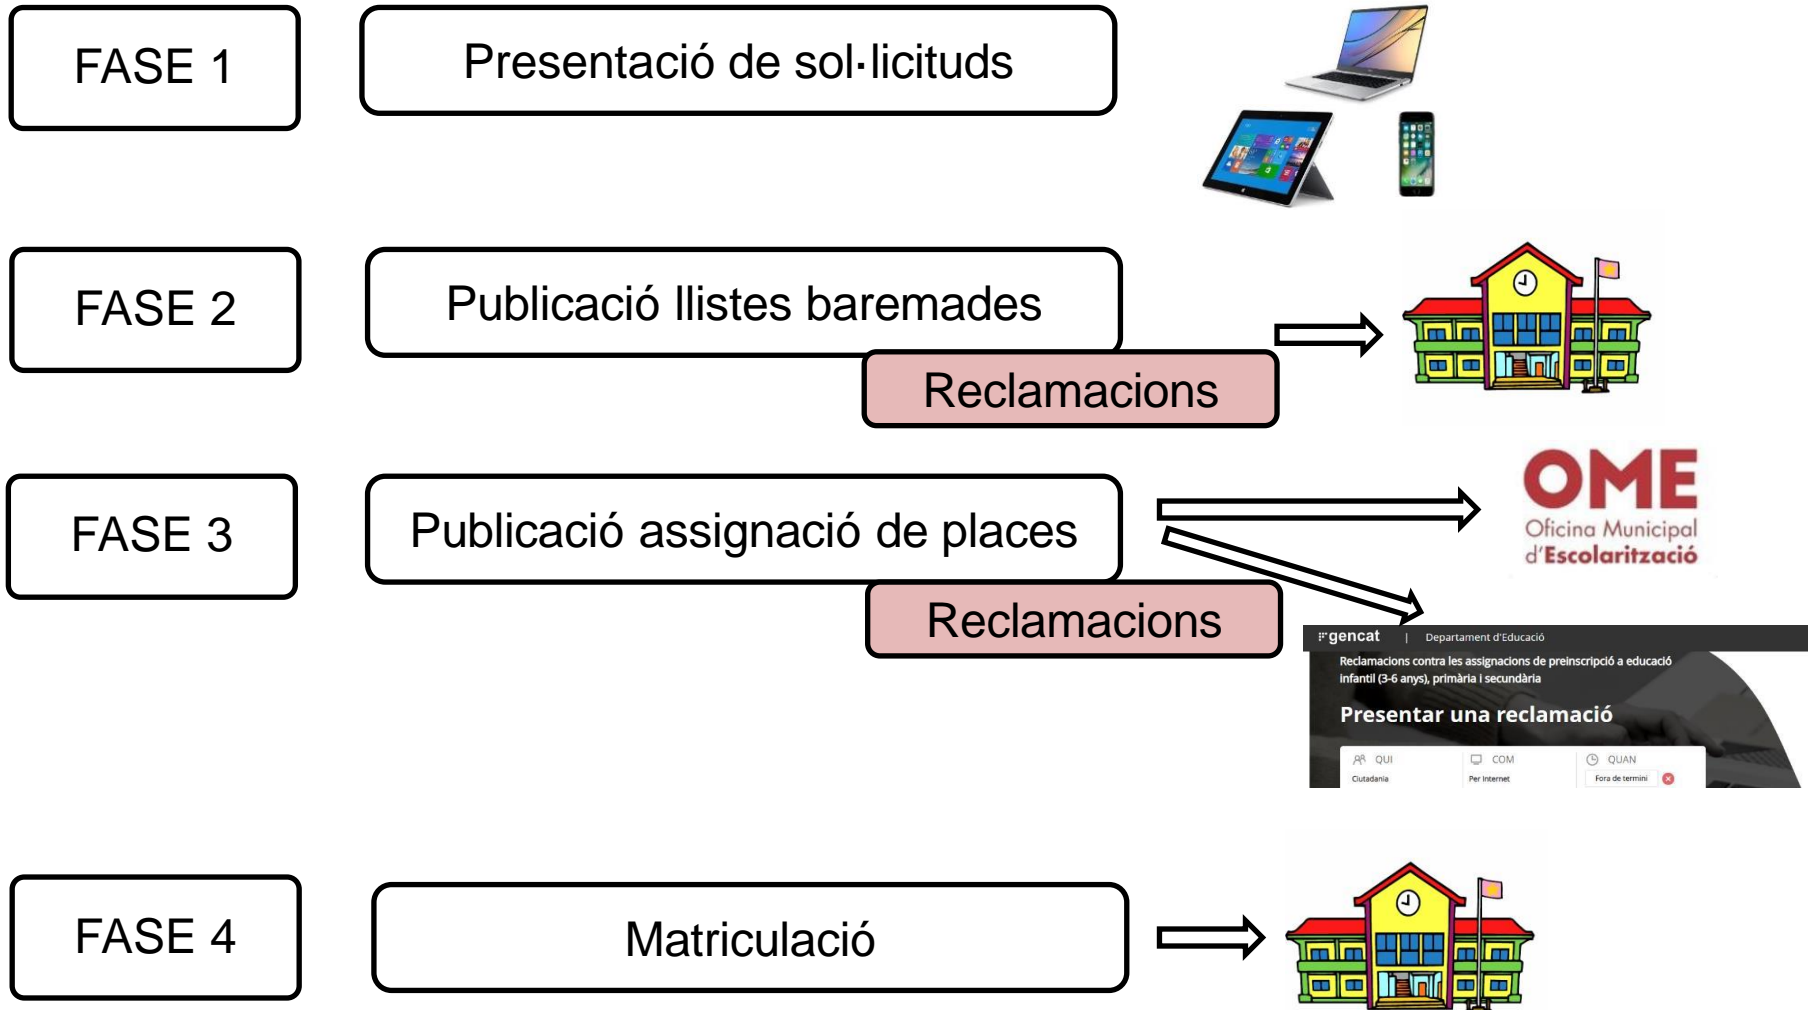 FASE 1
Presentació de sol·licituds
FASE 2
Publicació llistes baremades
Reclamacions
FASE 3
Publicació assignació de places
Reclamacions
OME
Oficina Municipal
d'Escolarització
gencat | Departament d'Educació
Reclamacions contra les assignacions de preinscripció a educació
infantil (3-6 anys), primària i secundària
Presentar una reclamació
QUI
COM
QUAN
Ciutadania
Per Internet
Fora de termini
FASE 4
Matriculació